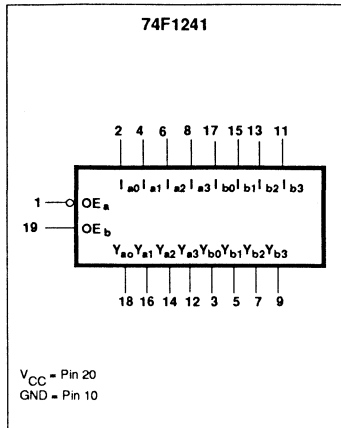 74F1241
2 4 6 8 17 15 13 11
Ia0 Ia1 Ia2 Ia3 Ib0 Ib1 Ib2 Ib3
1 OEa
19 OEb
Yao Ya1 Ya2 Ya3 Yb0 Yb1 Yb2 Yb3
18 16 14 12 3 5 7 9
VCC = Pin 20
GND = Pin 10